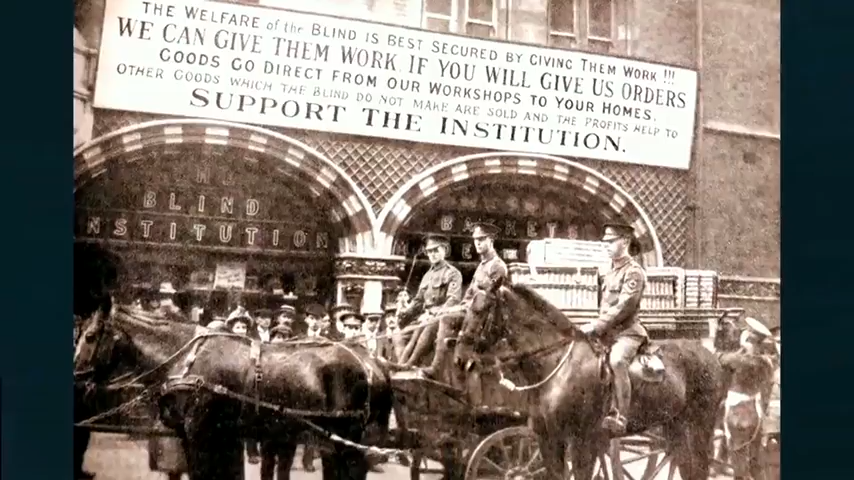 THE WELFARE of the BLIND IS BEST SECURED BY GIVING THEM WORK !!!
WE CAN GIVE THEM WORK IF YOU WILL GIVE US ORDERS
GOODS GO DIRECT FROM OUR WORKSHOPS TO YOUR HOMES.
OTHER GOODS WHICH THE BLIND DO NOT MAKE ARE SOLD AND THE PROFITS HELP TO
SUPPORT THE INSTITUTION.
THE
BLIND
INSTITUTION